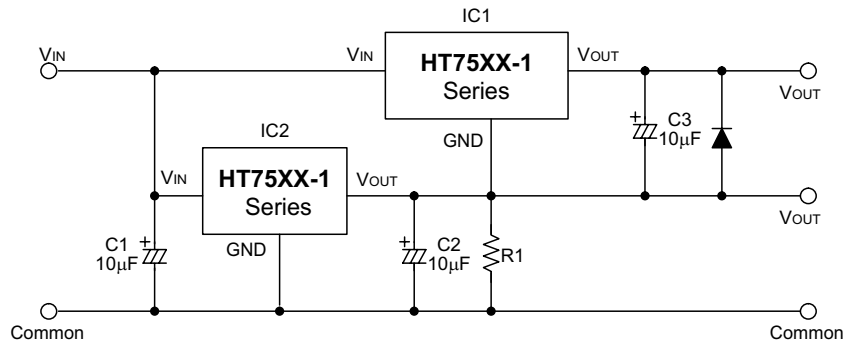 IC1
VIN
VIN
HT75XX-1
Series
VOUT
VOUT
GND
C3
10µF
IC2
VIN
HT75XX-1
Series
VOUT
VOUT
GND
C1
10µF
C2
10µF
R1
Common
Common